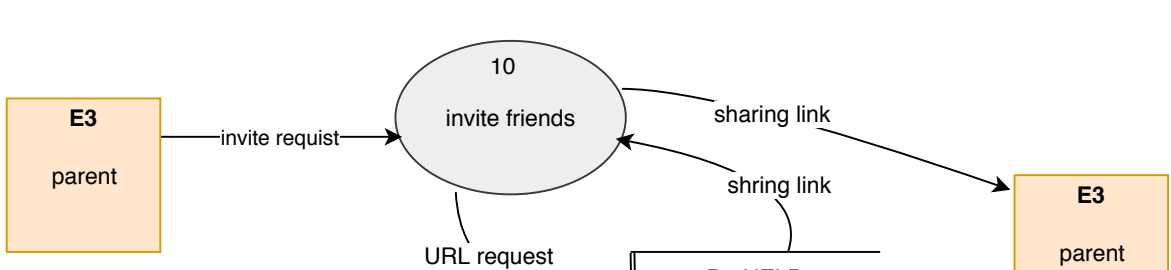 10
E3
invite friends
sharing link
invite requist
parent
shring link
E3
URL request
parent